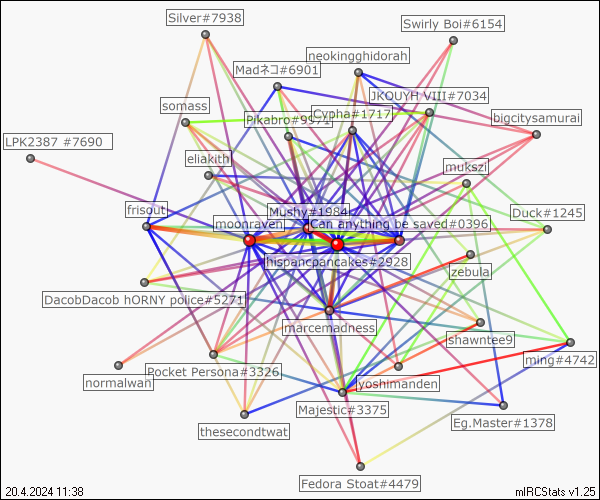 Silver#7938
Swirly Boi#6154
neokingghidorah
Madネコ#6901
JKQUYH VIII#7034
somass
Pikabro#9971
Cypha#1717
bigcitysamurai
LPK2387 #7690
eliakith
mukszi
frisout
moonraven
Mushy#1984
Can anything be saved#0396
Duck#1245
hispancpancakes#2928
zebula
DacobDacob hORNY police#5271
marcemadness
shawntee9
ming#4742
Pocket Persona#3326
normalwan
yoshimanden
Majestic#3375
Eg.Master#1378
thesecondtwat
Fedora Stoat#4479
20.4.2024 11:38
mIRCStats v1.25